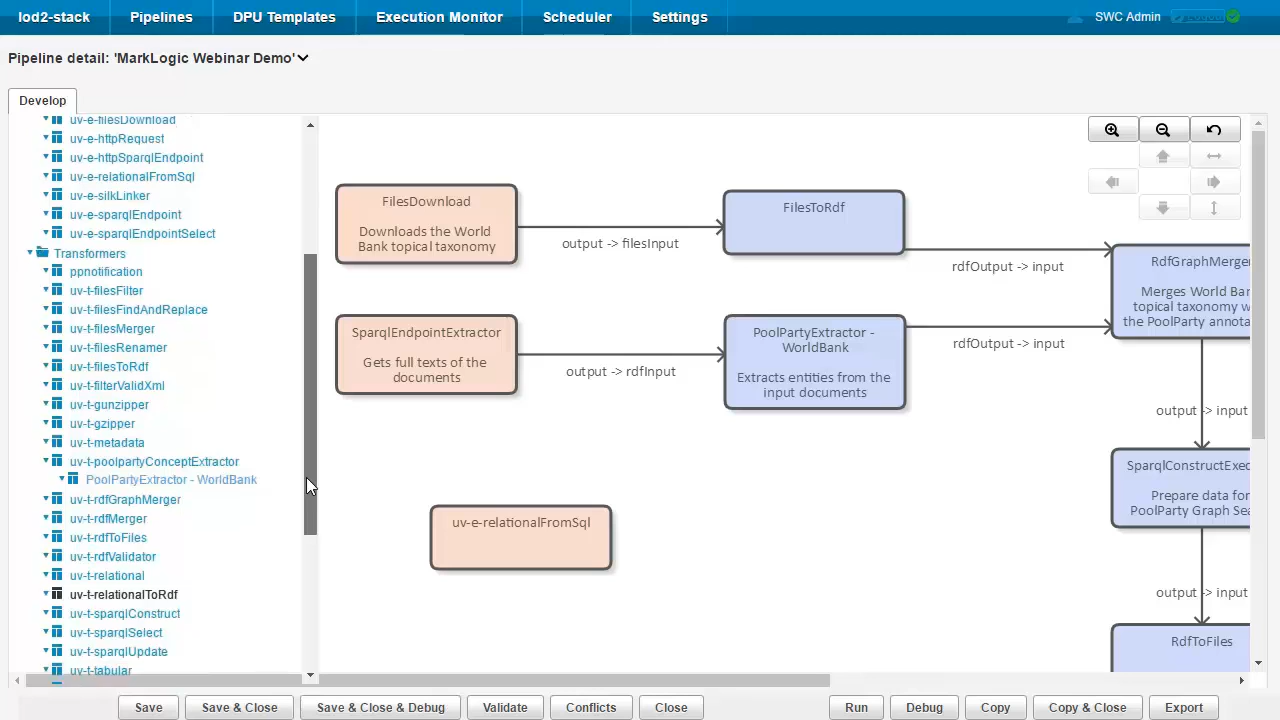 lod2-stack
Pipelines
DPU Templates
Execution Monitor
Scheduler
Settings
SWC Admin
Pipeline detail: 'MarkLogic Webinar Demo'
Develop
uv-e-filesDownload
uv-e-httpRequest
uv-e-httpSparqlEndpoint
uv-e-relationalFromSql
uv-e-silkLinker
uv-e-sparqlEndpoint
uv-e-sparqlEndpointSelect
Transformers
ppnotification
uv-t-filesFilter
uv-t-filesFindAndReplace
uv-t-filesMerger
uv-t-filesRenamer
uv-t-filesToRdf
uv-t-filterValidXml
uv-t-gunzipper
uv-t-gzipper
uv-t-metadata
uv-t-poolpartyConceptExtractor
PoolPartyExtractor - WorldBank
uv-t-rdfGraphMerger
uv-t-rdfMerger
uv-t-rdfToFiles
uv-t-rdfValidator
uv-t-relational
uv-t-relationalToRdf
uv-t-sparqlConstruct
uv-t-sparqlSelect
uv-t-sparqlUpdate
uv-t-tabular
FilesDownload
Downloads the World
Bank topical taxonomy
output -> filesInput
FilesToRdf
rdfOutput -> input
RdfGraphMerger
Merges World Ban
topical taxonomy w
the PoolParty annota
SparqlEndpointExtractor
Gets full texts of the
documents
output -> rdfInput
PoolPartyExtractor -
WorldBank
Extracts entities from the
input documents
rdfOutput -> input
output -> input
SparqlConstructExec
Prepare data for
PoolParty Graph Sea
uv-e-relationalFromSql
output -> input
RdfToFiles
Save
Save & Close
Save & Close & Debug
Validate
Conflicts
Close
Run
Debug
Copy
Copy & Close
Export